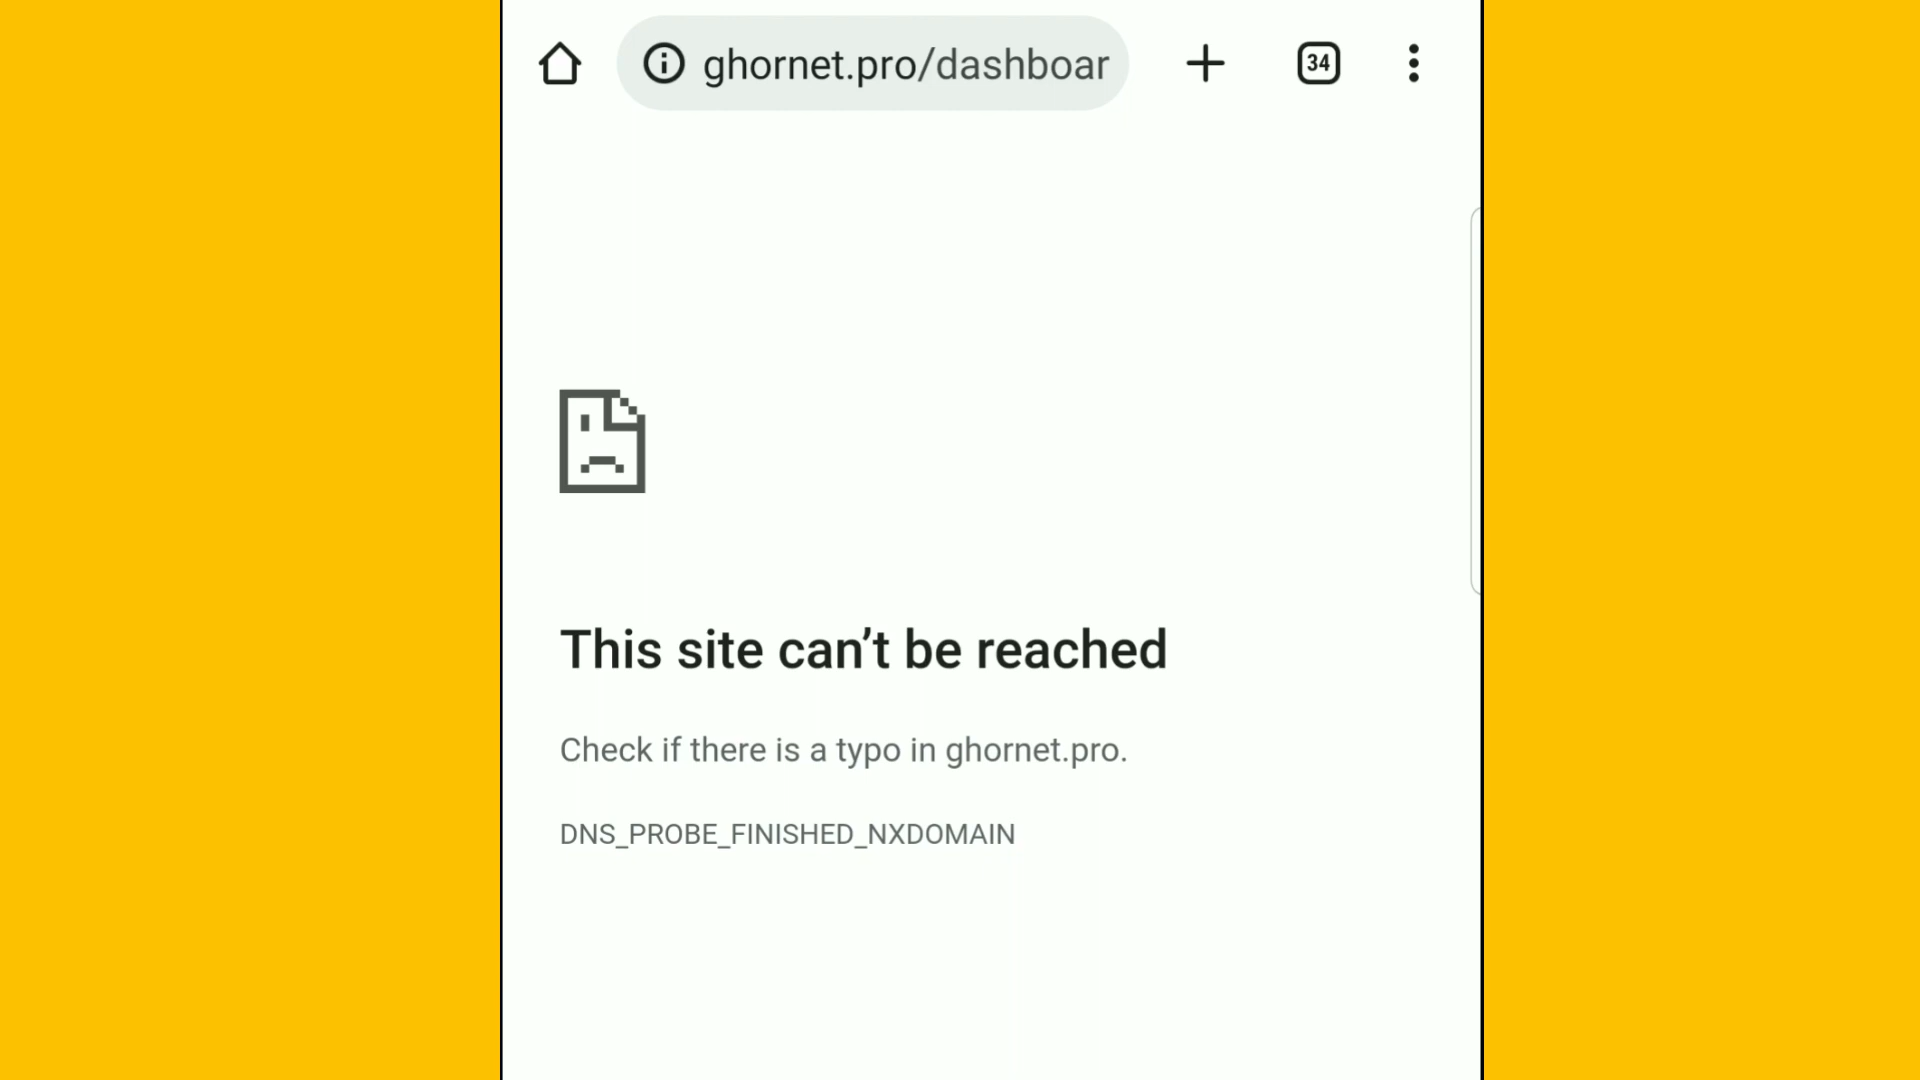 ghornet.pro/dashboar
34
This site can’t be reached
Check if there is a typo in ghornet.pro.
DNS_PROBE_FINISHED_NXDOMAIN